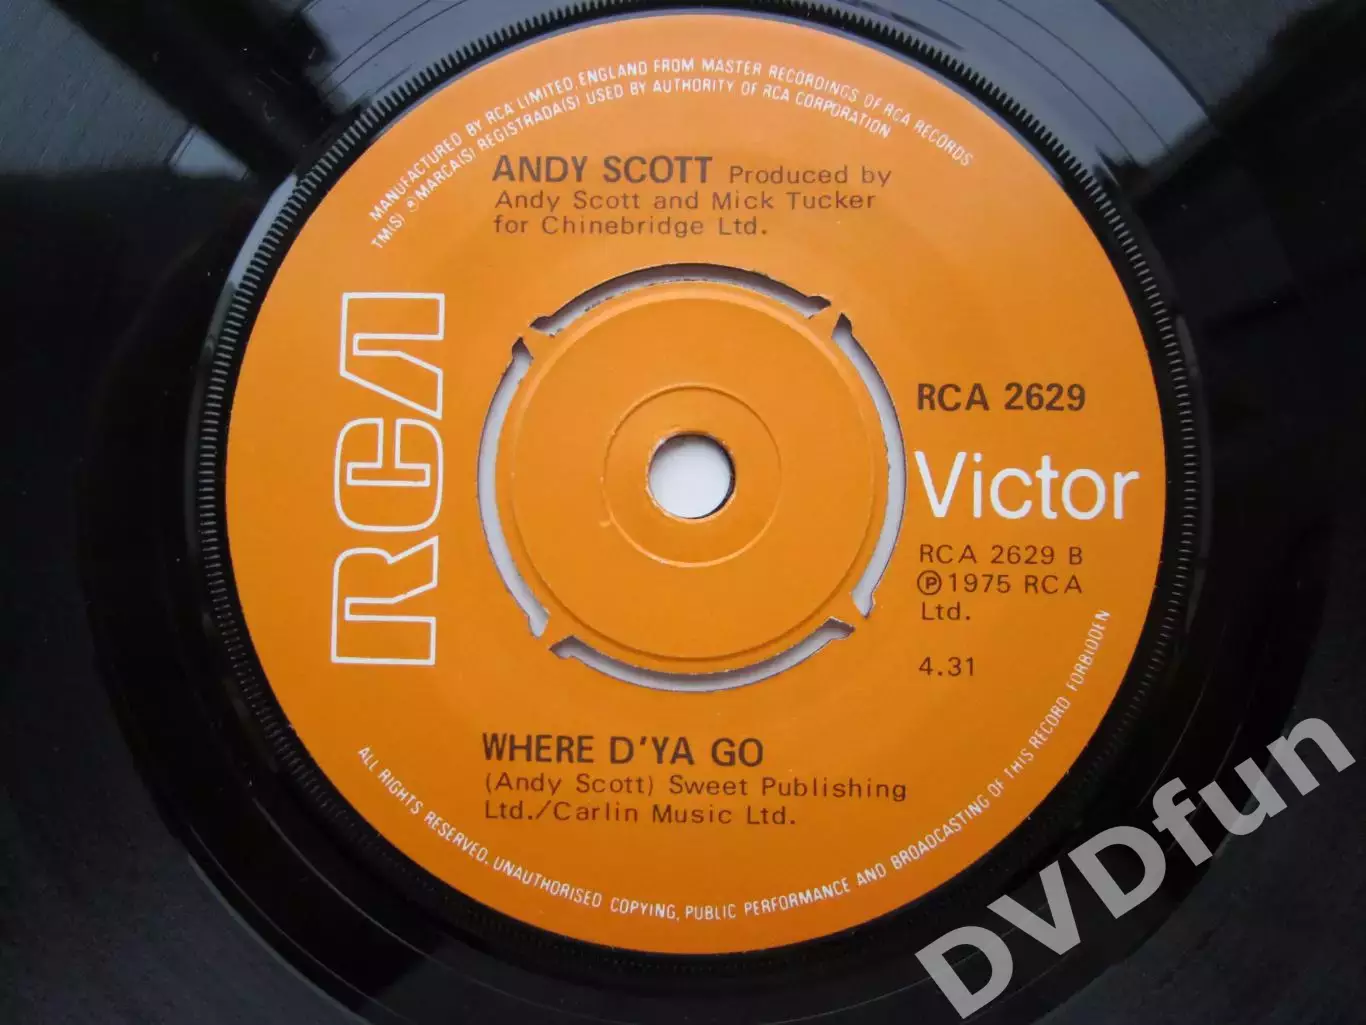 MANUFACTURED BY RCA LIMITED, ENGLAND FROM MASTER RECORDINGS OF RCA RECORDS
TM(S) ® MARCA(S) REGISTRADA(S) USED BY AUTHORITY OF RCA CORPORATION
ANDY SCOTT Produced by
Andy Scott and Mick Tucker
for Chinebridge Ltd.
RCA
RCA 2629
Victor
RCA 2629 B
℗ 1975 RCA
Ltd.
4.31
WHERE D'YA GO
(Andy Scott) Sweet Publishing
Ltd./Carlin Music Ltd.
ALL RIGHTS RESERVED. UNAUTHORISED COPYING, PUBLIC PERFORMANCE AND BROADCASTING OF THIS RECORD FORBIDDEN
DVDfun